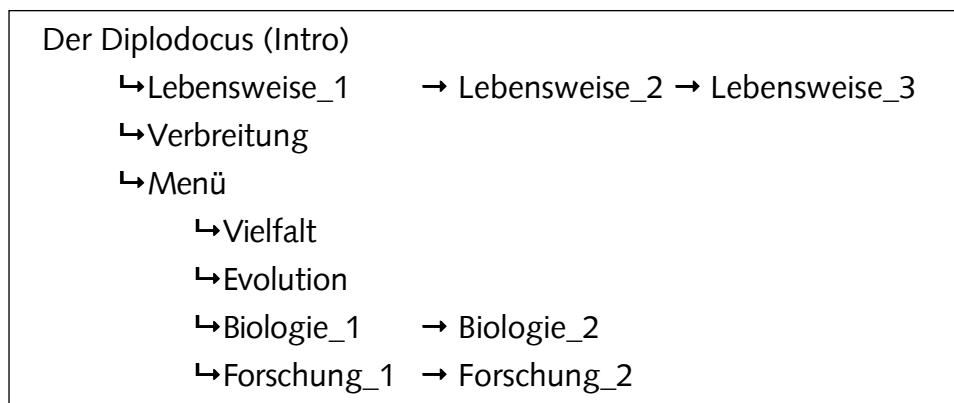 Der Diplodocus (Intro)
↳Lebensweise_1 → Lebensweise_2 → Lebensweise_3
↳Verbreitung
↳Menü
↳Vielfalt
↳Evolution
↳Biologie_1 → Biologie_2
↳Forschung_1 → Forschung_2